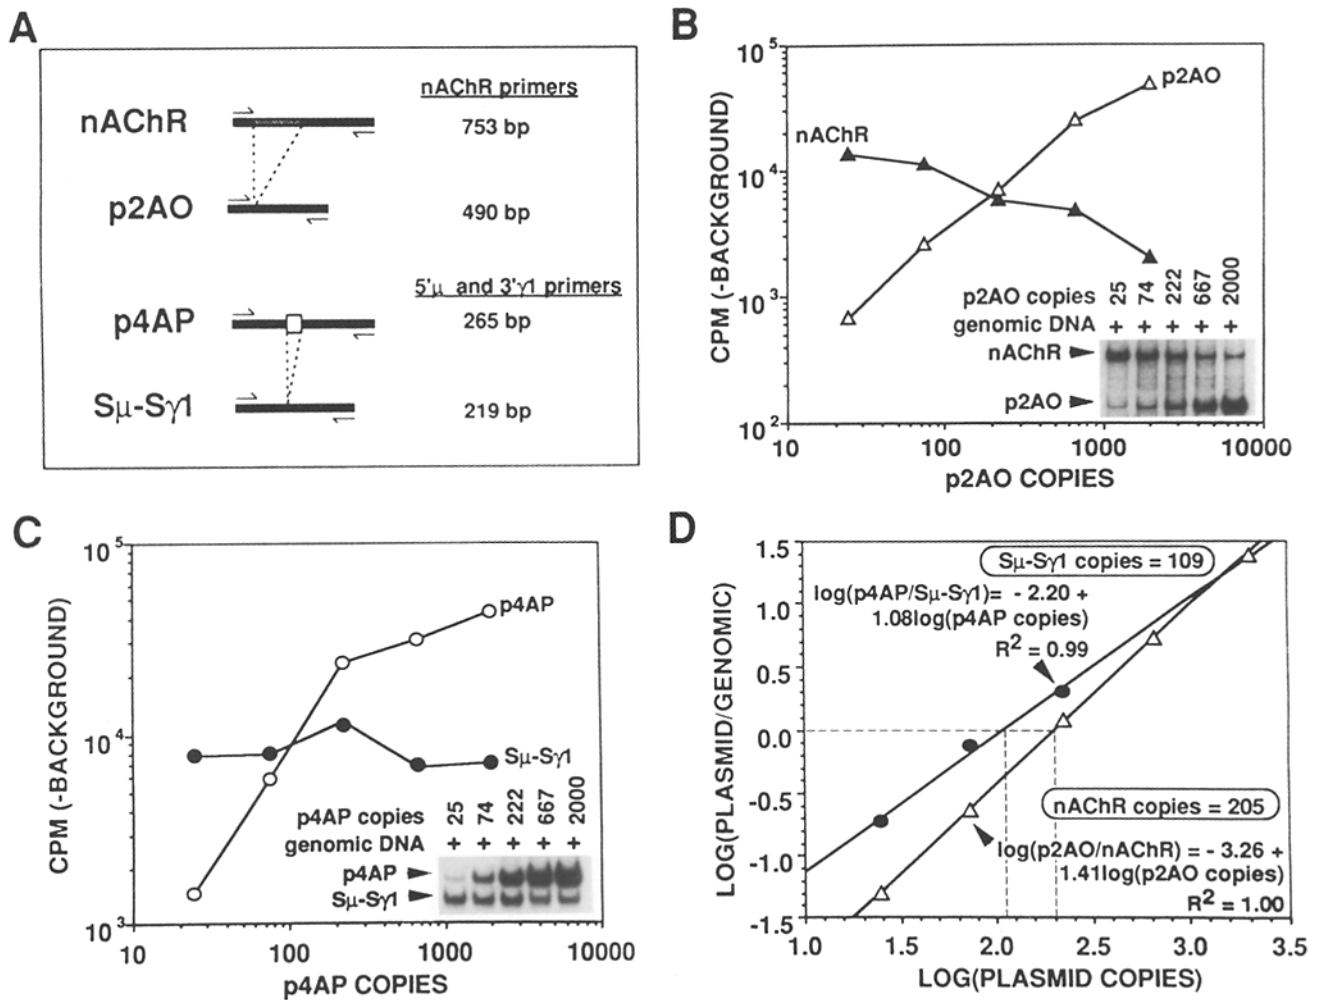 A
nAChR primers
nAChR
753 bp
p2AO
490 bp
5'μ and 3'γ1 primers
p4AP
265 bp
Sμ-Sγ1
219 bp
B
CPM (-BACKGROUND)
10^5
10^4
10^3
10^2
nAChR
p2AO
p2AO copies 25 74 222 667 2000
genomic DNA + + + + +
nAChR
p2AO
10 100 1000 10000
p2AO COPIES
C
CPM (-BACKGROUND)
10^5
10^4
10^3
p4AP
Sμ-Sγ1
p4AP copies 25 74 222 667 2000
genomic DNA + + + + +
p4AP
Sμ-Sγ1
10 100 1000 10000
p4AP COPIES
D
LOG(PLASMID/GENOMIC)
1.5
1.0
0.5
0.0
-0.5
-1.0
-1.5
Sμ-Sγ1 copies = 109
log(p4AP/Sμ-Sγ1)= - 2.20 +
1.08log(p4AP copies)
R² = 0.99
nAChR copies = 205
log(p2AO/nAChR) = - 3.26 +
1.41log(p2AO copies)
R² = 1.00
1.0 1.5 2.0 2.5 3.0 3.5
LOG(PLASMID COPIES)